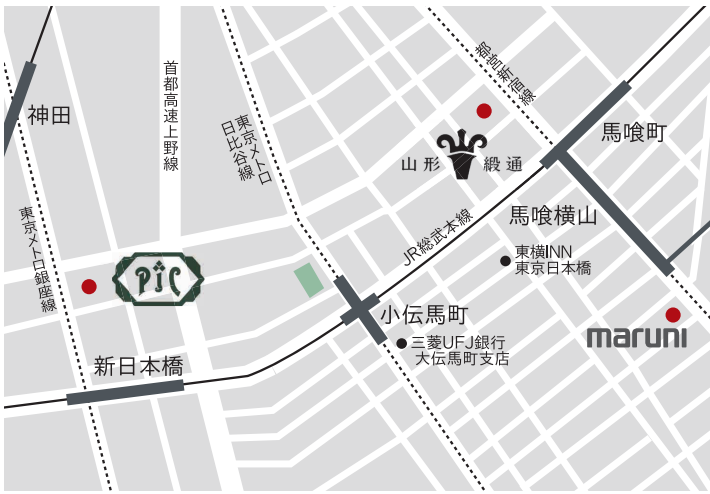 都営新宿線
首都高速上野線
神田
東京メトロ
日比谷線
馬喰町
山形 緞通
馬喰横山
東京メトロ銀座線
JR総武本線
東横INN
東京日本橋
PiC
小伝馬町
maruni
三菱UFJ銀行
大伝馬町支店
新日本橋